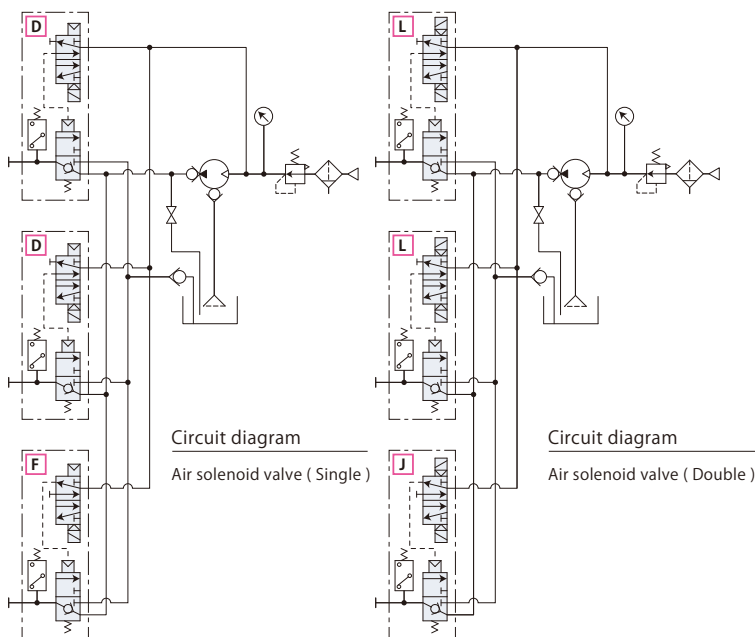 D
L
D
L
Circuit diagram
Air solenoid valve ( Single )
Circuit diagram
Air solenoid valve ( Double )
F
J